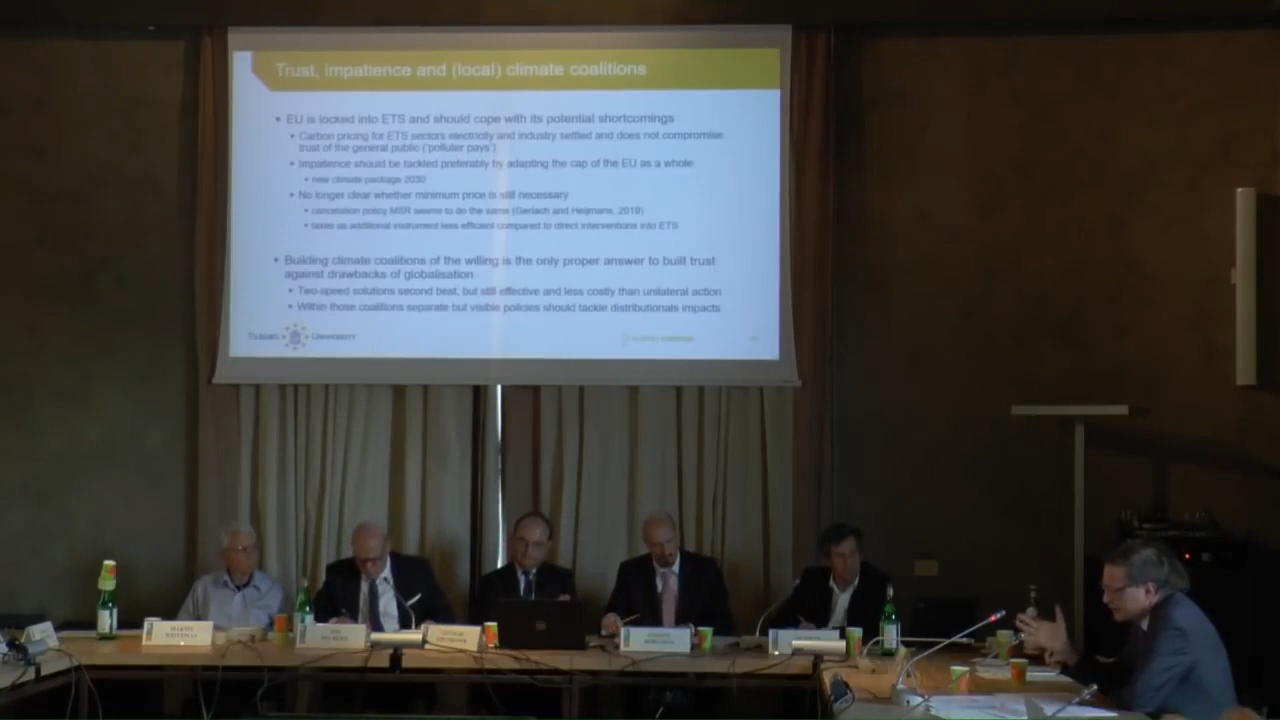 Trust, impatience and (local) climate coalitions
• EU is locked into ETS and should cope with its potential shortcomings
• Carbon pricing for ETS sectors electricity and industry settled and does not compromise
trust of the general public ('polluter pays')
• Impatience should be tackled preferably by adapting the cap of the EU as a whole
• new climate package 2030
• No longer clear whether minimum price is still necessary
• cancellation policy MSR seems to do the same (Gerlach and Heijmans, 2019)
• taxes as additional instrument less efficient compared to direct interventions into ETS
• Building climate coalitions of the willing is the only proper answer to built trust
against drawbacks of globalisation
• Two-speed solutions second best, but still effective and less costly than unilateral action
• Within those coalitions separate but visible policies should tackle distributionals impacts
TILBURG UNIVERSITY
MARTIN
WEITZMAN